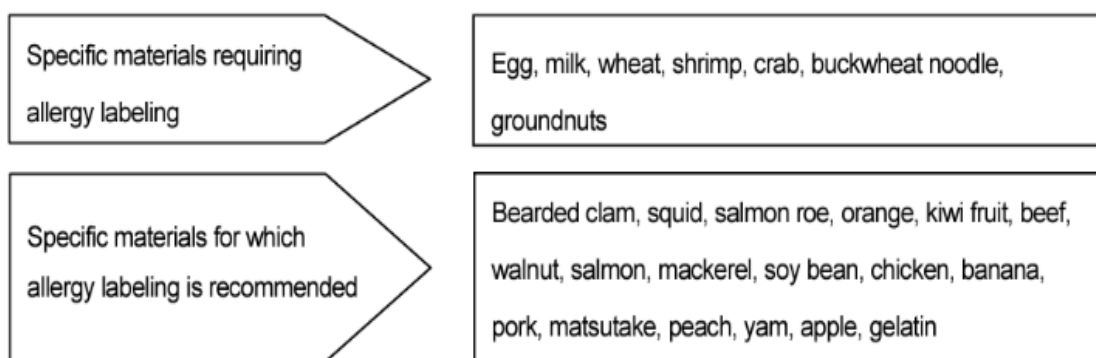 Specific materials requiring
allergy labeling
Egg, milk, wheat, shrimp, crab, buckwheat noodle,
groundnuts
Specific materials for which
allergy labeling is recommended
Bearded clam, squid, salmon roe, orange, kiwi fruit, beef,
walnut, salmon, mackerel, soy bean, chicken, banana,
pork, matsutake, peach, yam, apple, gelatin